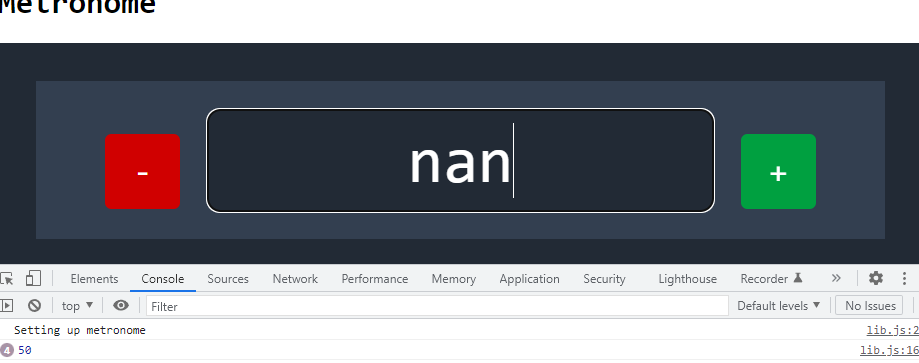 Metronome
- nan +
Elements Console Sources Network Performance Memory Application Security Lighthouse Recorder »
top ▼ Filter Default levels ▼ No Issues
Setting up metronome lib.js:2
4 50 lib.js:16